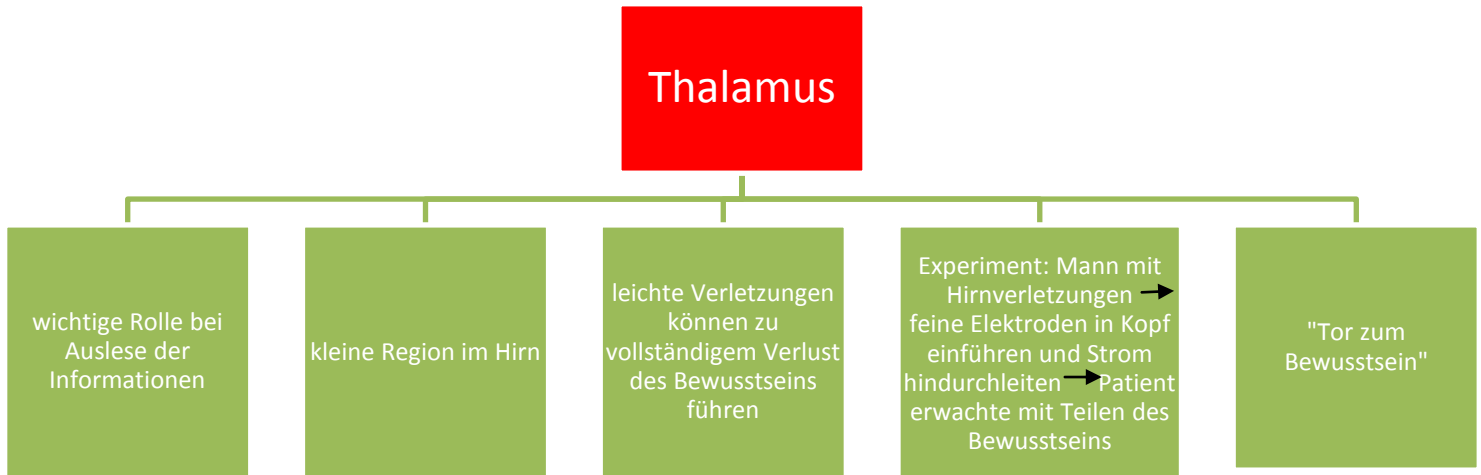 Thalamus
wichtige Rolle bei
Auslese der
Informationen
kleine Region im Hirn
leichte Verletzungen
können zu
vollständigem Verlust
des Bewusstseins
führen
Experiment: Mann mit
Hirnverletzungen →
feine Elektroden in Kopf
einführen und Strom
hindurchleiten → Patient
erwachte mit Teilen des
Bewusstseins
"Tor zum
Bewusstsein"